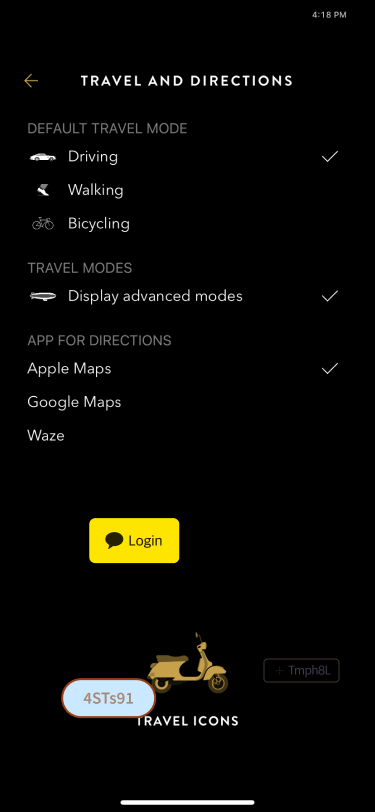 4:18 PM
TRAVEL AND DIRECTIONS
DEFAULT TRAVEL MODE
Driving
Walking
Bicycling
TRAVEL MODES
Display advanced modes
APP FOR DIRECTIONS
Apple Maps
Google Maps
Waze
Login
+ Tmph8L
4STs91
TRAVEL ICONS